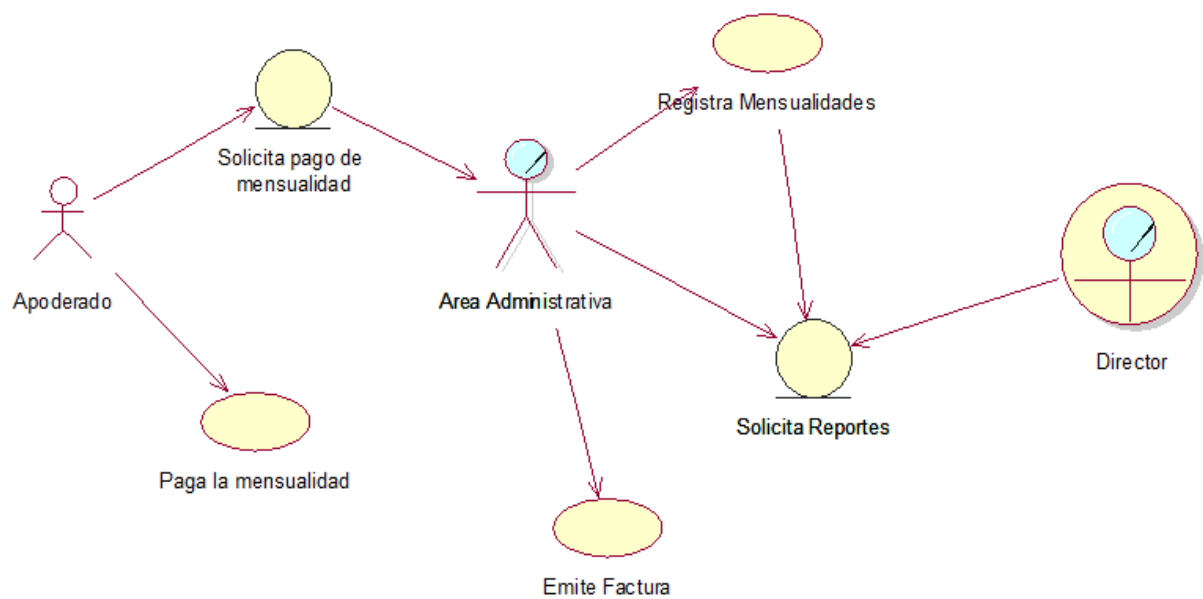 Registra Mensualidades
Solicita pago de
mensualidad
Apoderado
Area Administrativa
Director
Solicita Reportes
Paga la mensualidad
Emite Factura